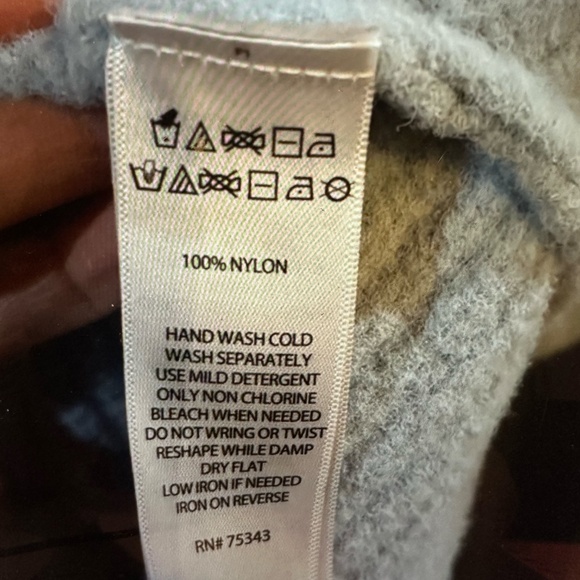 100% NYLON
HAND WASH COLD
WASH SEPARATELY
USE MILD DETERGENT
ONLY NON CHLORINE
BLEACH WHEN NEEDED
DO NOT WRING OR TWIST
RESHAPE WHILE DAMP
DRY FLAT
LOW IRON IF NEEDED
IRON ON REVERSE
RN# 75343